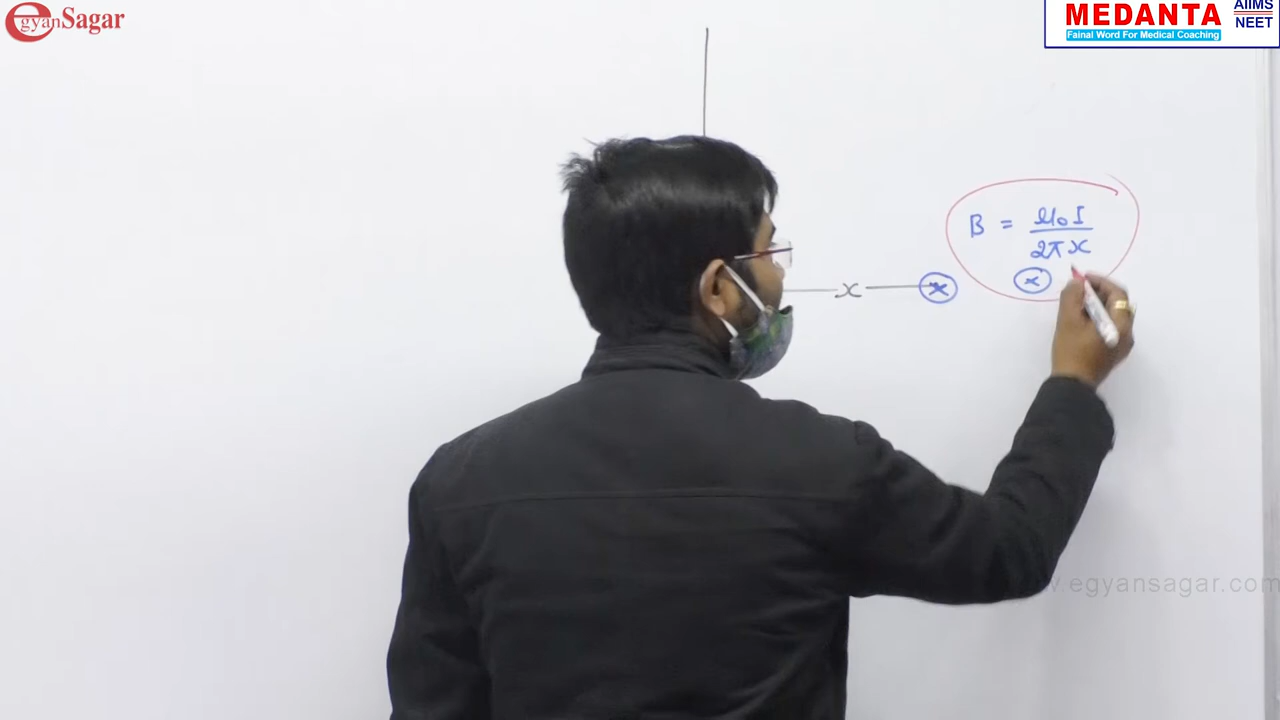 egyanSagar
MEDANTA
AIIMS
NEET
Fainal Word For Medical Coaching
B = μ₀I / 2πx
x
x
x
egyansagar.com